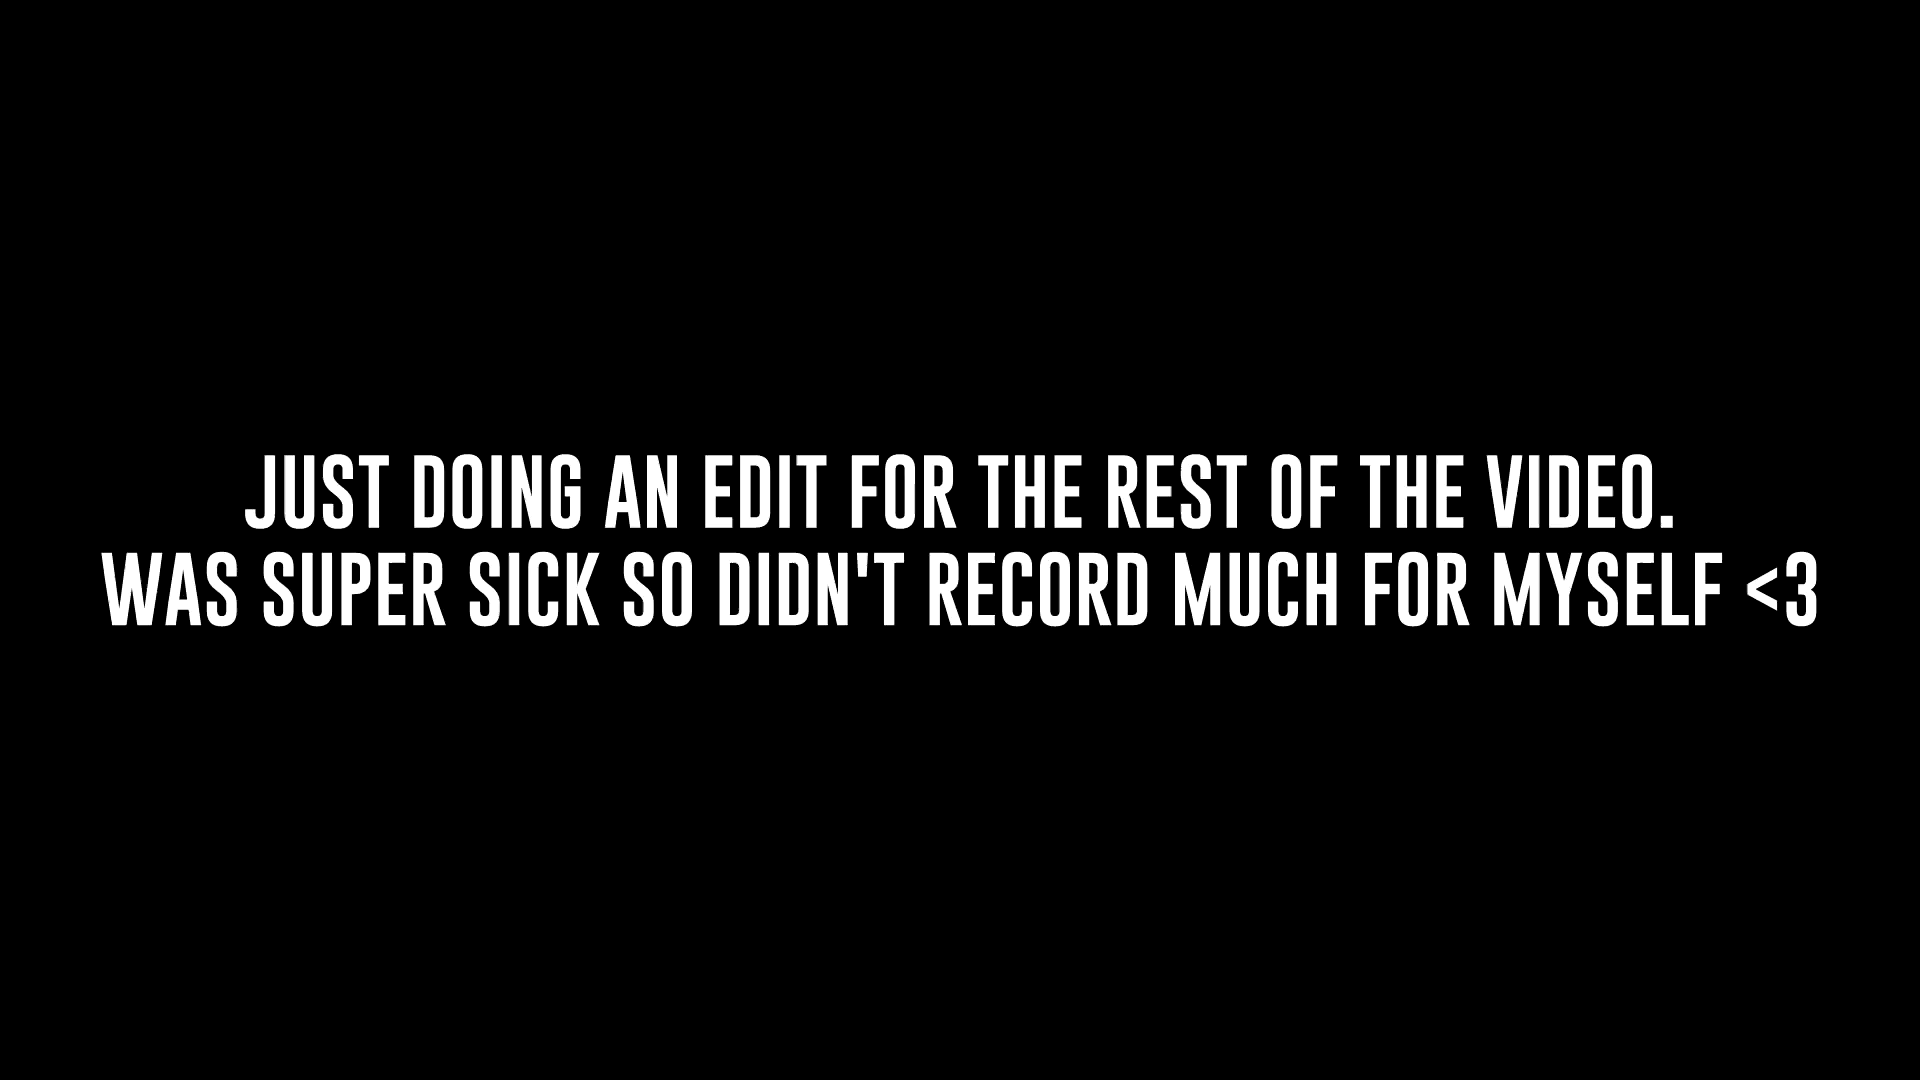 JUST DOING AN EDIT FOR THE REST OF THE VIDEO.
WAS SUPER SICK SO DIDN'T RECORD MUCH FOR MYSELF <3